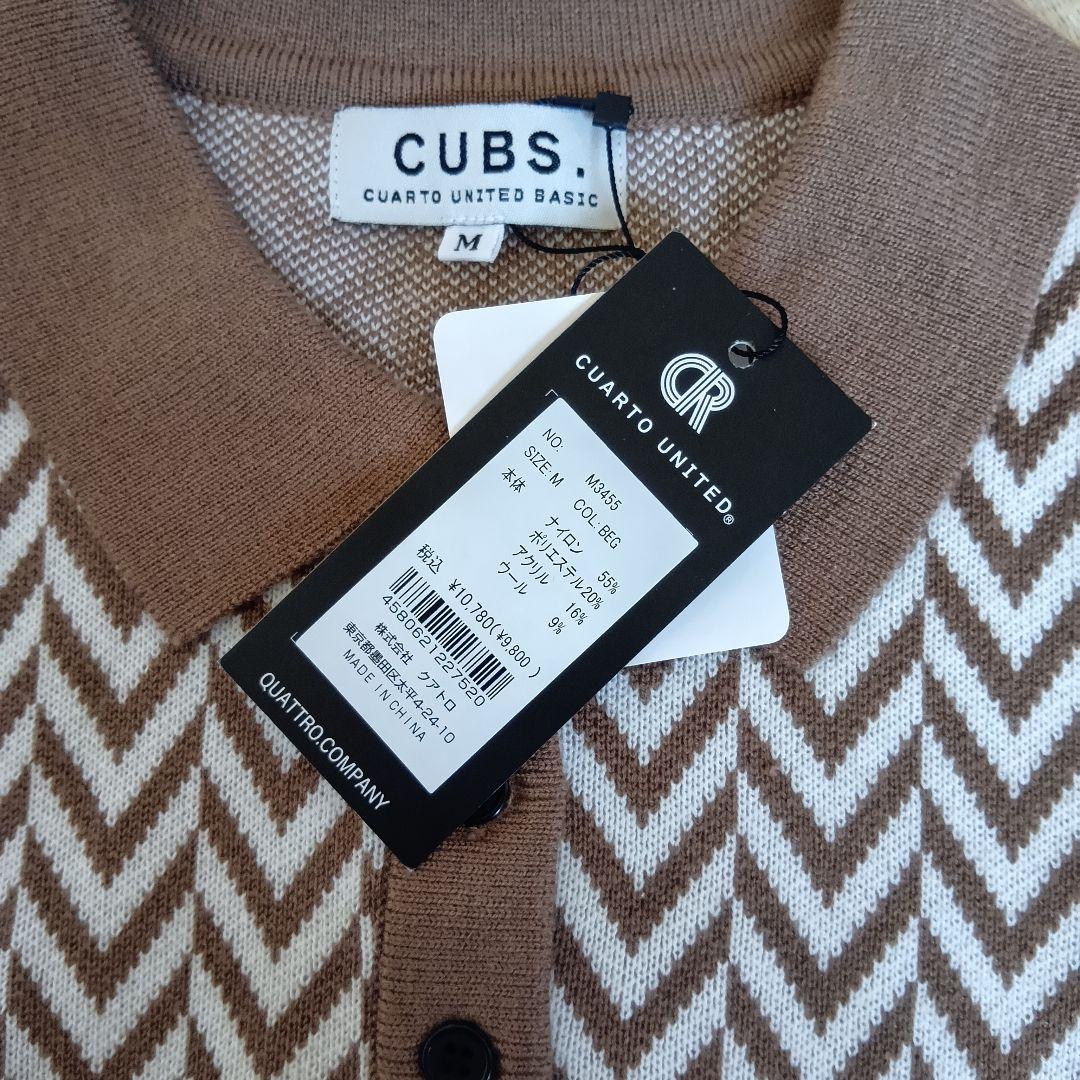 CUBS.
CUARTO UNITED BASIC
M
CR
CUARTO UNITED®
NO: M3455
SIZE:M COL:BEG
本体 ナイロン 55%
ポリエステル20%
アクリル 16%
ウール 9%
税込 ¥10,780(¥9,800)
4580621227520
株式会社 クアトロ
東京都墨田区太平4-24-10
MADE IN CHINA
QUATTRO.COMPANY